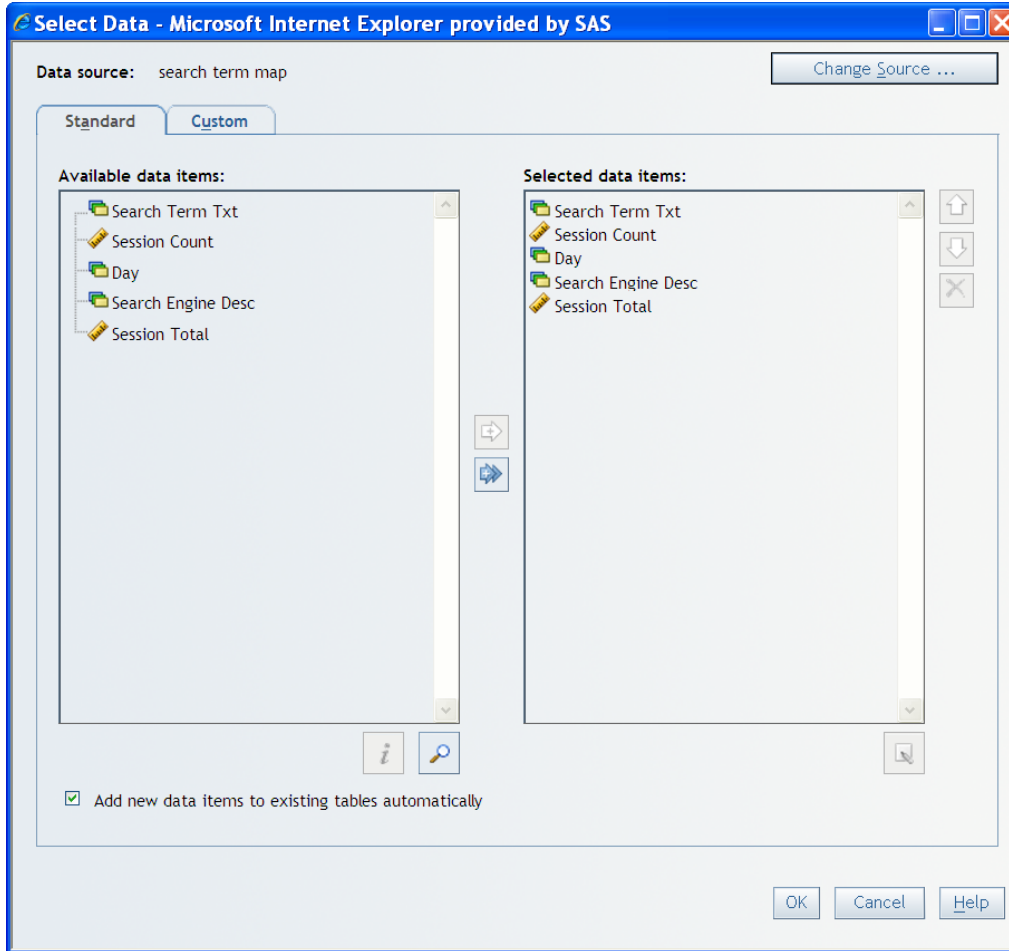 Select Data - Microsoft Internet Explorer provided by SAS
Data source: search term map
Change Source ...
Standard
Custom
Available data items:
Search Term Txt
Session Count
Day
Search Engine Desc
Session Total
Selected data items:
Search Term Txt
Session Count
Day
Search Engine Desc
Session Total
i
Add new data items to existing tables automatically
OK
Cancel
Help